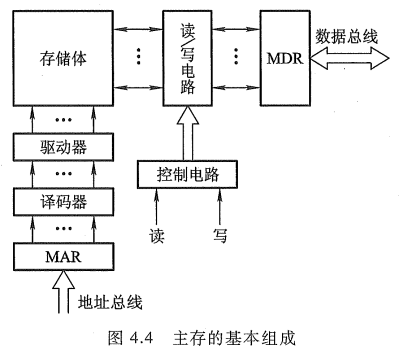 存储体
读/写电路
MDR
数据总线
驱动器
控制电路
译码器
读
写
MAR
地址总线
图 4.4 主存的基本组成